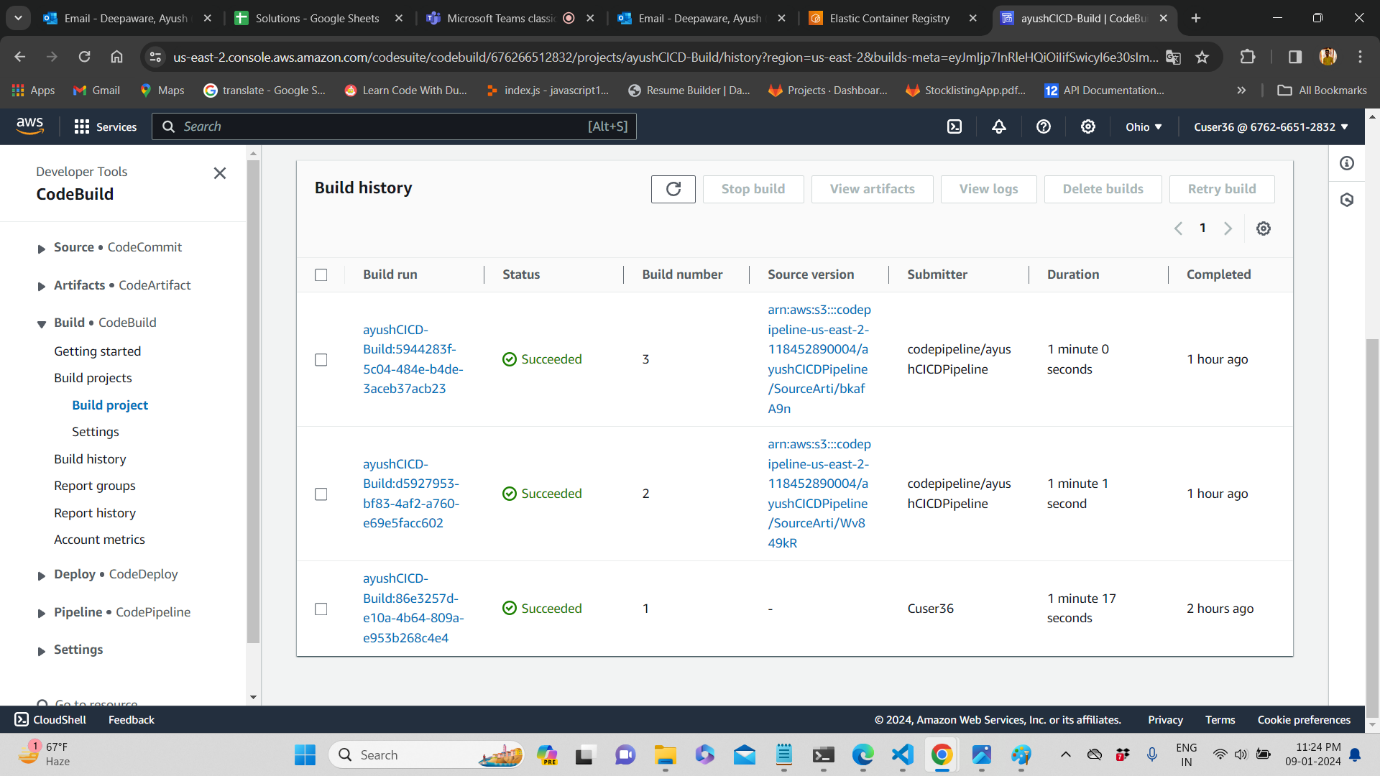 Email - Deepaware, Ayush
Solutions - Google Sheets
Microsoft Teams classic
Email - Deepaware, Ayush
Elastic Container Registry
ayushCICD-Build | CodeBu
us-east-2.console.aws.amazon.com/codesuite/codebuild/676266512832/projects/ayushCICD-Build/history?region=us-east-2&builds-meta=eyJmIjp7InRleHQiOiIifSwicyI6e30sIm...
Apps
Gmail
Maps
translate - Google S...
Learn Code With Du...
index.js - javascript1...
Resume Builder | Da...
Projects · Dashboar...
StocklistingApp.pdf...
12 API Documentation...
»
All Bookmarks
aws
Services
Search [Alt+S]
Ohio
Cuser36 @ 6762-6651-2832
Developer Tools
CodeBuild
Source • CodeCommit
Artifacts • CodeArtifact
Build • CodeBuild
Getting started
Build projects
Build project
Settings
Build history
Report groups
Report history
Account metrics
Deploy • CodeDeploy
Pipeline • CodePipeline
Settings
Go to resource
Build history
Stop build
View artifacts
View logs
Delete builds
Retry build
1
Build run
Status
Build number
Source version
Submitter
Duration
Completed
ayushCICD-
Build:5944283f-
5c04-484e-b4de-
3aceb37acb23
Succeeded
3
arn:aws:s3:::codep
ipeline-us-east-2-
118452890004/a
yushCICDPipeline
/SourceArti/bkaf
A9n
codepipeline/ayus
hCICDPipeline
1 minute 0
seconds
1 hour ago
ayushCICD-
Build:d5927953-
bf83-4af2-a760-
e69e5facc602
Succeeded
2
arn:aws:s3:::codep
ipeline-us-east-2-
118452890004/a
yushCICDPipeline
/SourceArti/Wv8
49kR
codepipeline/ayus
hCICDPipeline
1 minute 1
second
1 hour ago
ayushCICD-
Build:86e3257d-
e10a-4b64-809a-
e953b268c4e4
Succeeded
1
-
Cuser36
1 minute 17
seconds
2 hours ago
CloudShell
Feedback
© 2024, Amazon Web Services, Inc. or its affiliates.
Privacy
Terms
Cookie preferences
1
67°F
Haze
Search
PRE
ENG
IN
11:24 PM
09-01-2024